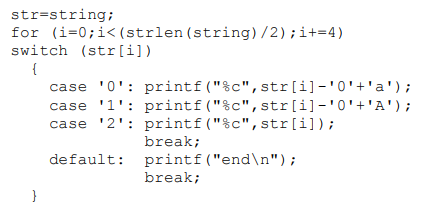 str=string;
for (i=0;i<(strlen(string)/2);i+=4)
switch (str[i])
{
case '0': printf("%c",str[i]-'0'+'a');
case '1': printf("%c",str[i]-'0'+'A');
case '2': printf("%c",str[i]);
break;
default: printf("end\n");
break;
}